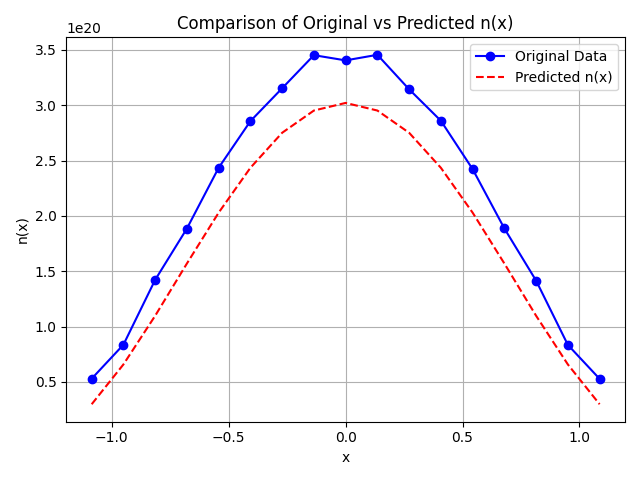 Comparison of Original vs Predicted n(x)
1e20
Original Data
Predicted n(x)
3.5
3.0
2.5
2.0
1.5
1.0
0.5
n(x)
−1.0 −0.5 0.0 0.5 1.0
x